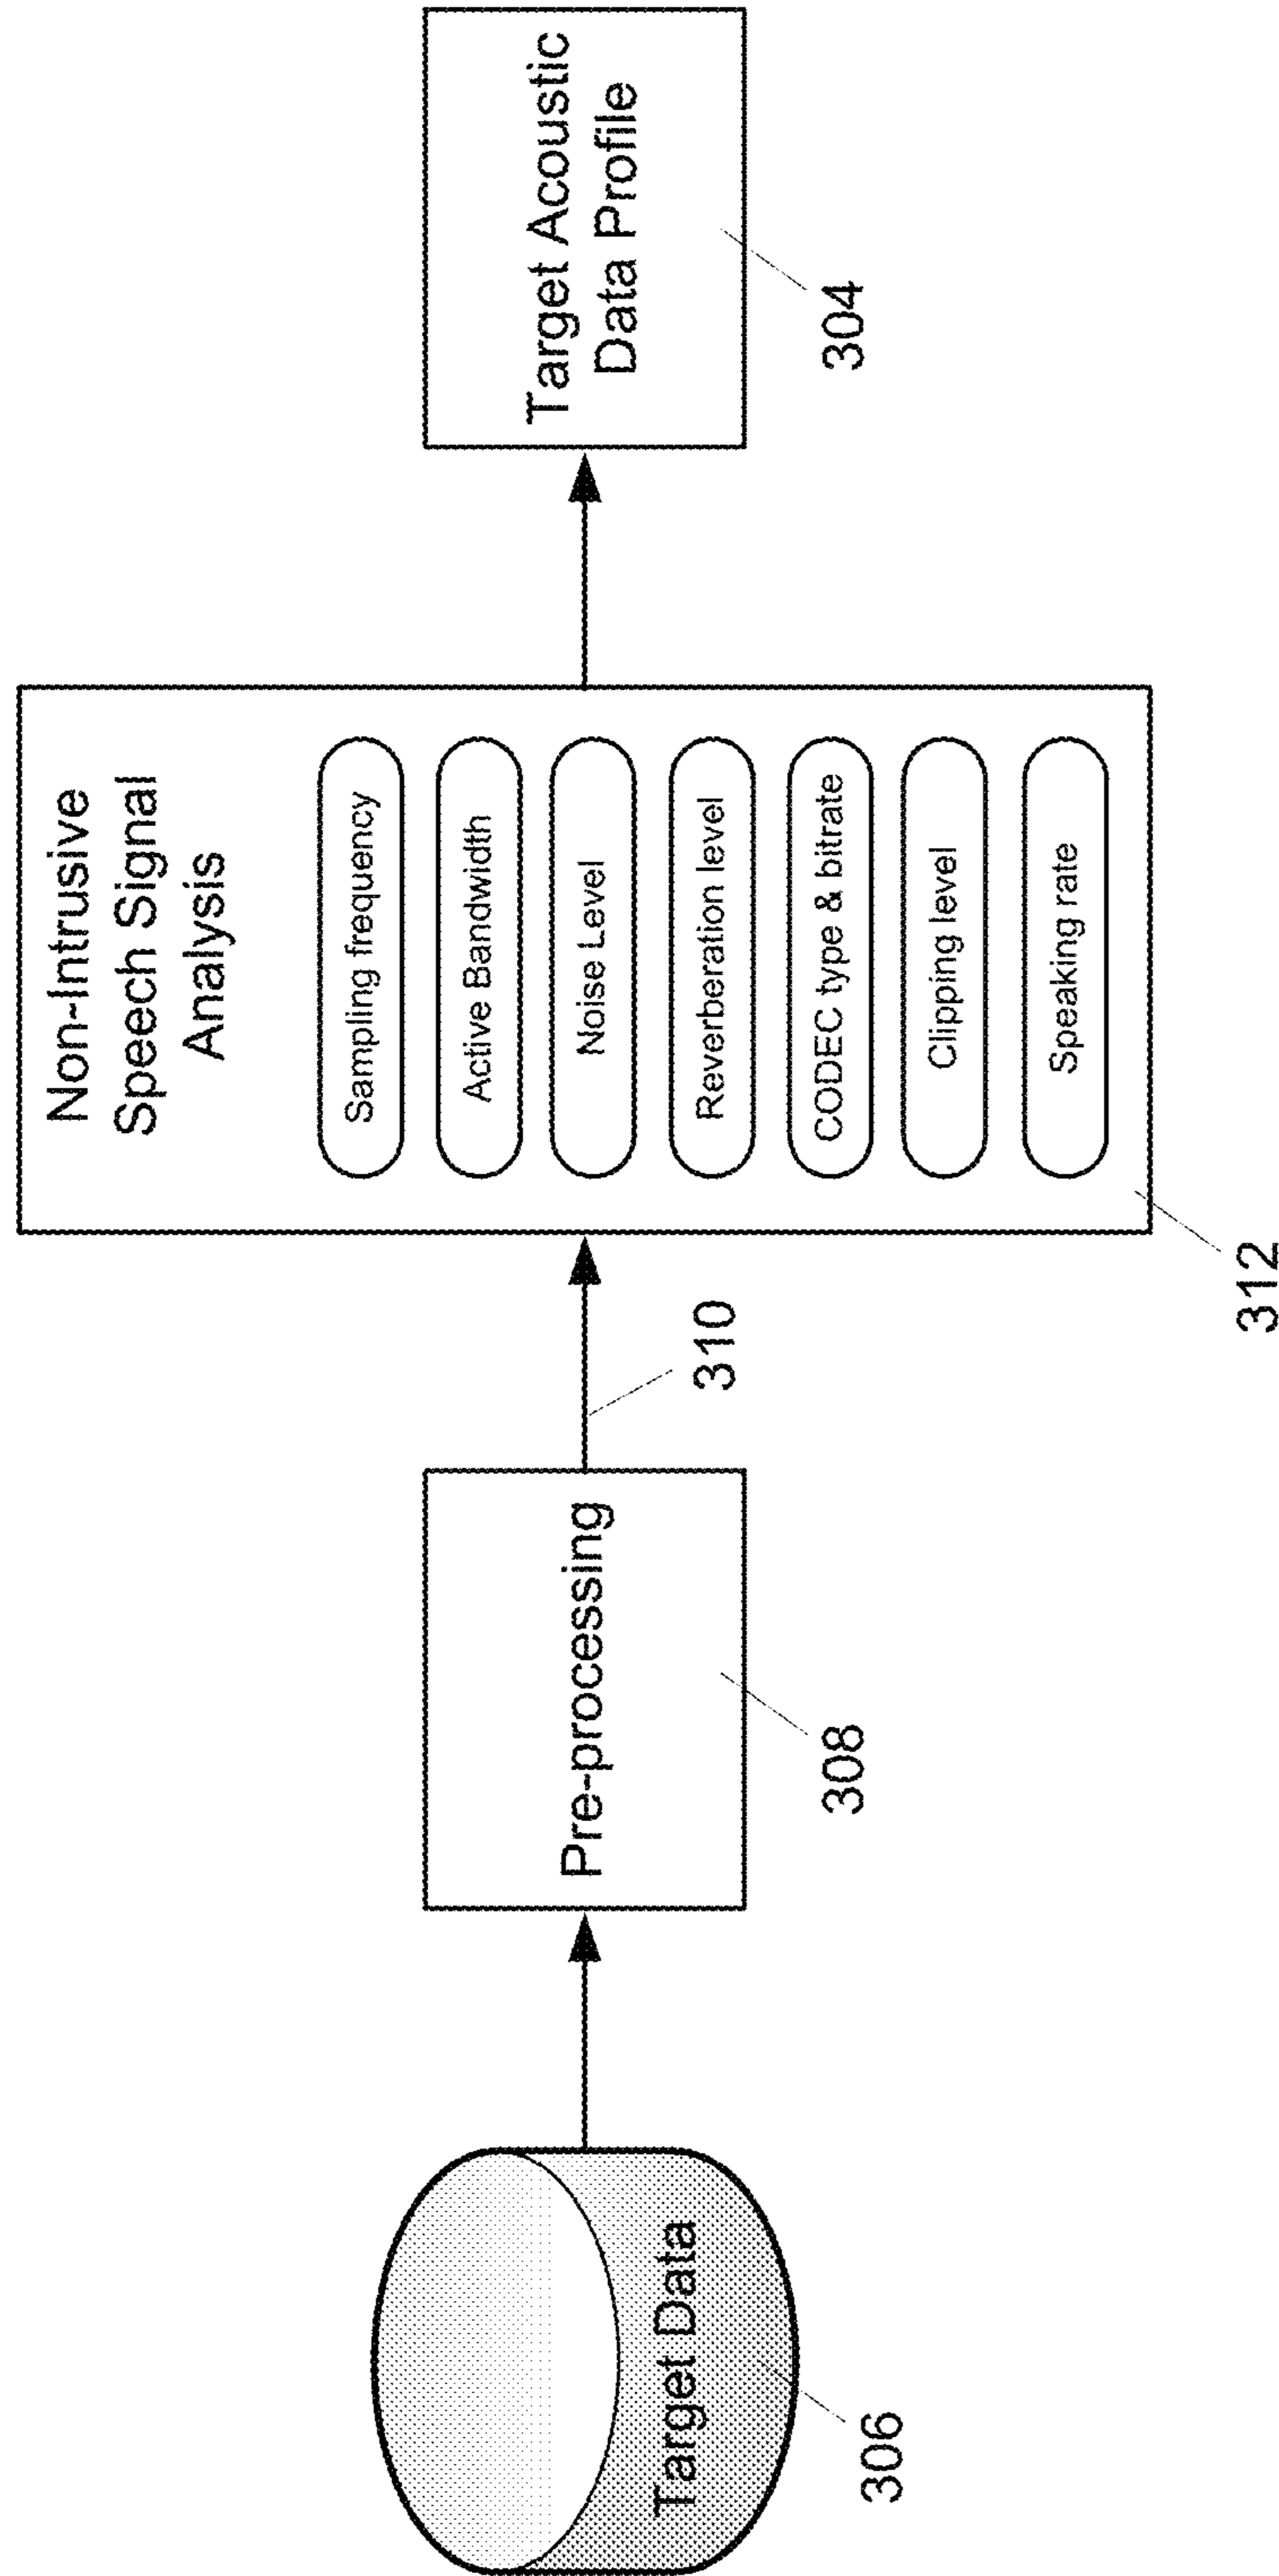 Target Data
306
Pre-processing
308
310
Non-Intrusive
Speech Signal
Analysis
Sampling frequency
Active Bandwidth
Noise Level
Reverberation level
CODEC type & bitrate
Clipping level
Speaking rate
312
Target Acoustic
Data Profile
304